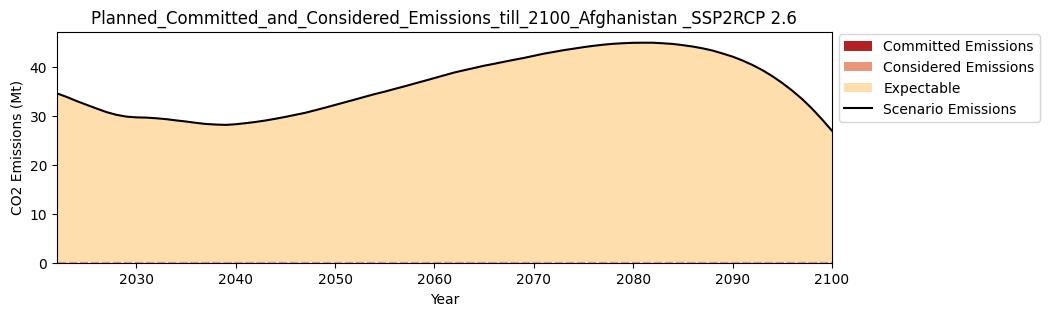 Planned_Committed_and_Considered_Emissions_till_2100_Afghanistan _SSP2RCP 2.6
CO2 Emissions (Mt)
40
30
20
10
0
2030 2040 2050 2060 2070 2080 2090 2100
Year
Committed Emissions
Considered Emissions
Expectable
Scenario Emissions